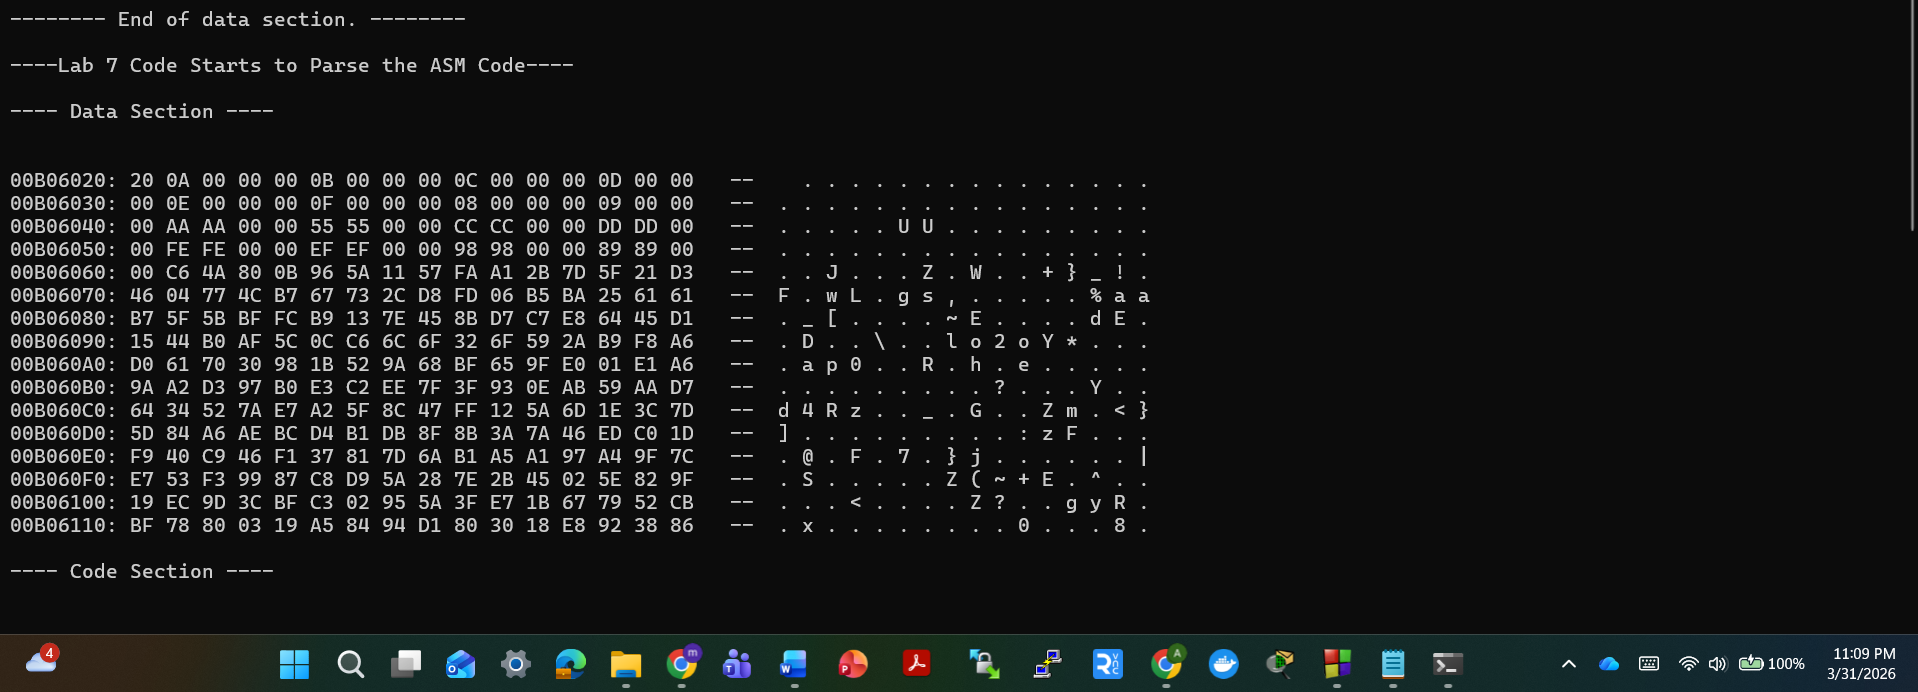 -------- End of data section. --------
----Lab 7 Code Starts to Parse the ASM Code----
---- Data Section ----
00B06020: 20 0A 00 00 00 0B 00 00 00 0C 00 00 00 0D 00 00   --     . . . . . . . . . . . . . . .
00B06030: 00 0E 00 00 00 0F 00 00 00 08 00 00 00 09 00 00   --   . . . . . . . . . . . . . . . .
00B06040: 00 AA AA 00 00 55 55 00 00 CC CC 00 00 DD DD 00   --   . . . . . U U . . . . . . . . .
00B06050: 00 FE FE 00 00 EF EF 00 00 98 98 00 00 89 89 00   --   . . . . . . . . . . . . . . . .
00B06060: 00 C6 4A 80 0B 96 5A 11 57 FA A1 2B 7D 5F 21 D3   --   . . J . . . Z . W . . + } _ ! .
00B06070: 46 04 77 4C B7 67 73 2C D8 FD 06 B5 BA 25 61 61   --   F . w L . g s , . . . . . % a a
00B06080: B7 5F 5B BF FC B9 13 7E 45 8B D7 C7 E8 64 45 D1   --   . _ [ . . . . ~ E . . . . d E .
00B06090: 15 44 B0 AF 5C 0C C6 6C 6F 32 6F 59 2A B9 F8 A6   --   . D . . \ . . l o 2 o Y * . . .
00B060A0: D0 61 70 30 98 1B 52 9A 68 BF 65 9F E0 01 E1 A6   --   . a p 0 . . R . h . e . . . . .
00B060B0: 9A A2 D3 97 B0 E3 C2 EE 7F 3F 93 0E AB 59 AA D7   --   . . . . . . . . . ? . . . Y . .
00B060C0: 64 34 52 7A E7 A2 5F 8C 47 FF 12 5A 6D 1E 3C 7D   --   d 4 R z . . _ . G . . Z m . < }
00B060D0: 5D 84 A6 AE BC D4 B1 DB 8F 8B 3A 7A 46 ED C0 1D   --   ] . . . . . . . . . : z F . . .
00B060E0: F9 40 C9 46 F1 37 81 7D 6A B1 A5 A1 97 A4 9F 7C   --   . @ . F . 7 . } j . . . . . . |
00B060F0: E7 53 F3 99 87 C8 D9 5A 28 7E 2B 45 02 5E 82 9F   --   . S . . . . . Z ( ~ + E . ^ . .
00B06100: 19 EC 9D 3C BF C3 02 95 5A 3F E7 1B 67 79 52 CB   --   . . . < . . . . Z ? . . g y R .
00B06110: BF 78 80 03 19 A5 84 94 D1 80 30 18 E8 92 38 86   --   . x . . . . . . . . 0 . . . 8 .
---- Code Section ----
4
m
A
100%
11:09 PM
3/31/2026